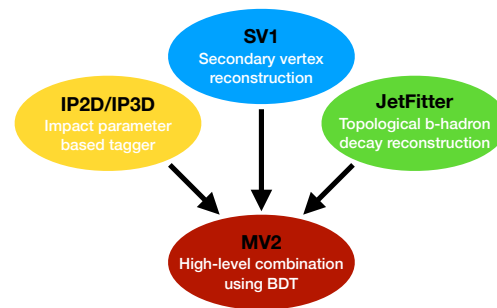 SV1
Secondary vertex
reconstruction
IP2D/IP3D
Impact parameter
based tagger
JetFitter
Topological b-hadron
decay reconstruction
MV2
High-level combination
using BDT